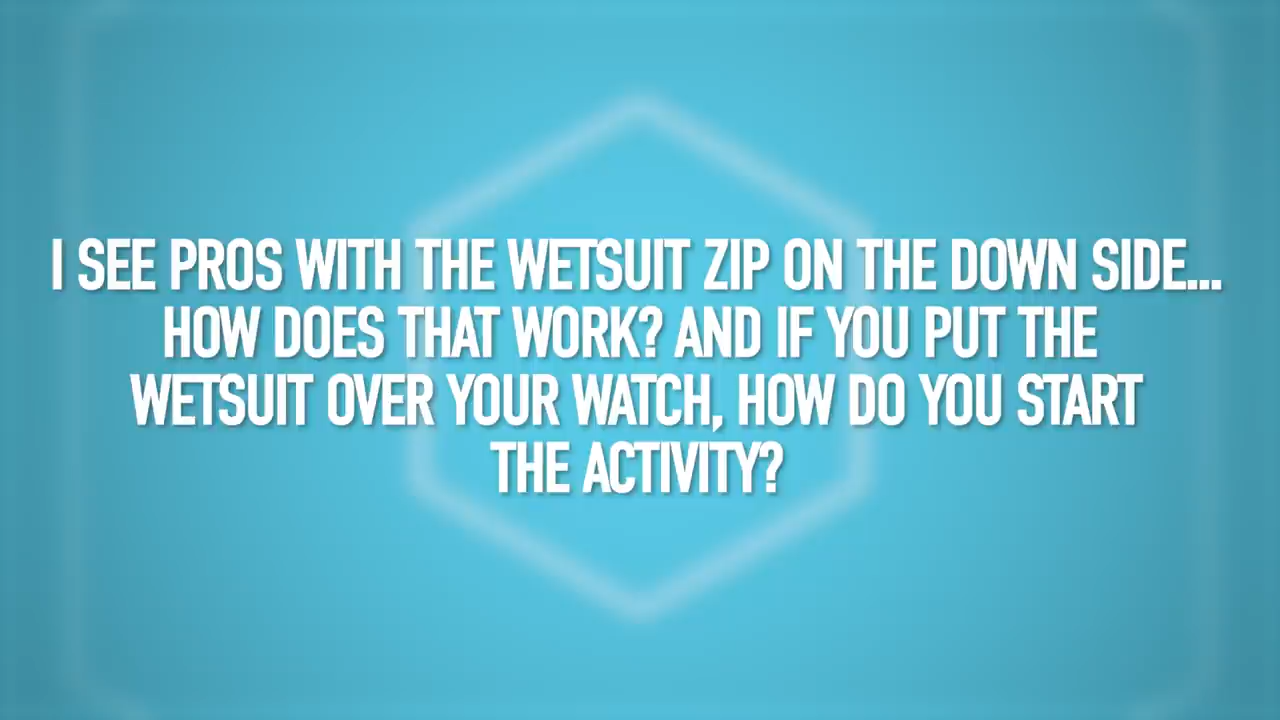 I SEE PROS WITH THE WETSUIT ZIP ON THE DOWN SIDE...
HOW DOES THAT WORK? AND IF YOU PUT THE
WETSUIT OVER YOUR WATCH, HOW DO YOU START
THE ACTIVITY?